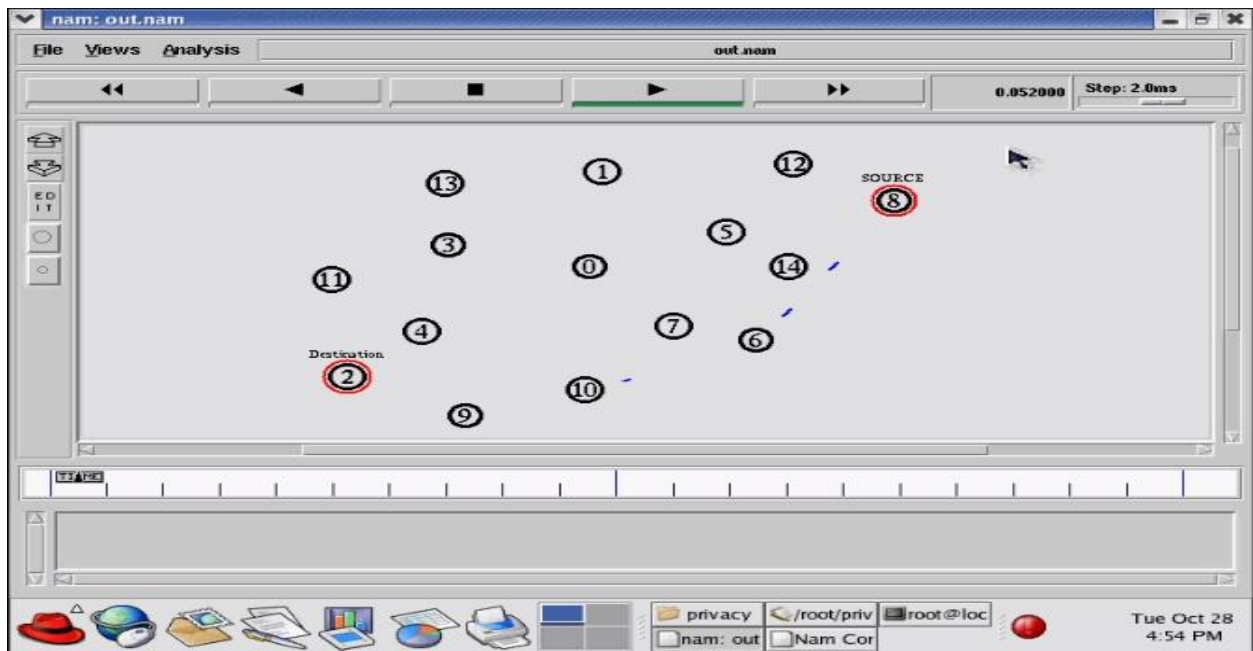 nam: out.nam
File Views Analysis out.nam
0.052000 Step: 2.0ms
ED
IT
13 1 12
SOURCE
8
3 5
11 0 14
4 7 6
Destination
2
10
9
TIME
privacy /root/priv root@loc
nam: out Nam Cor
Tue Oct 28
4:54 PM